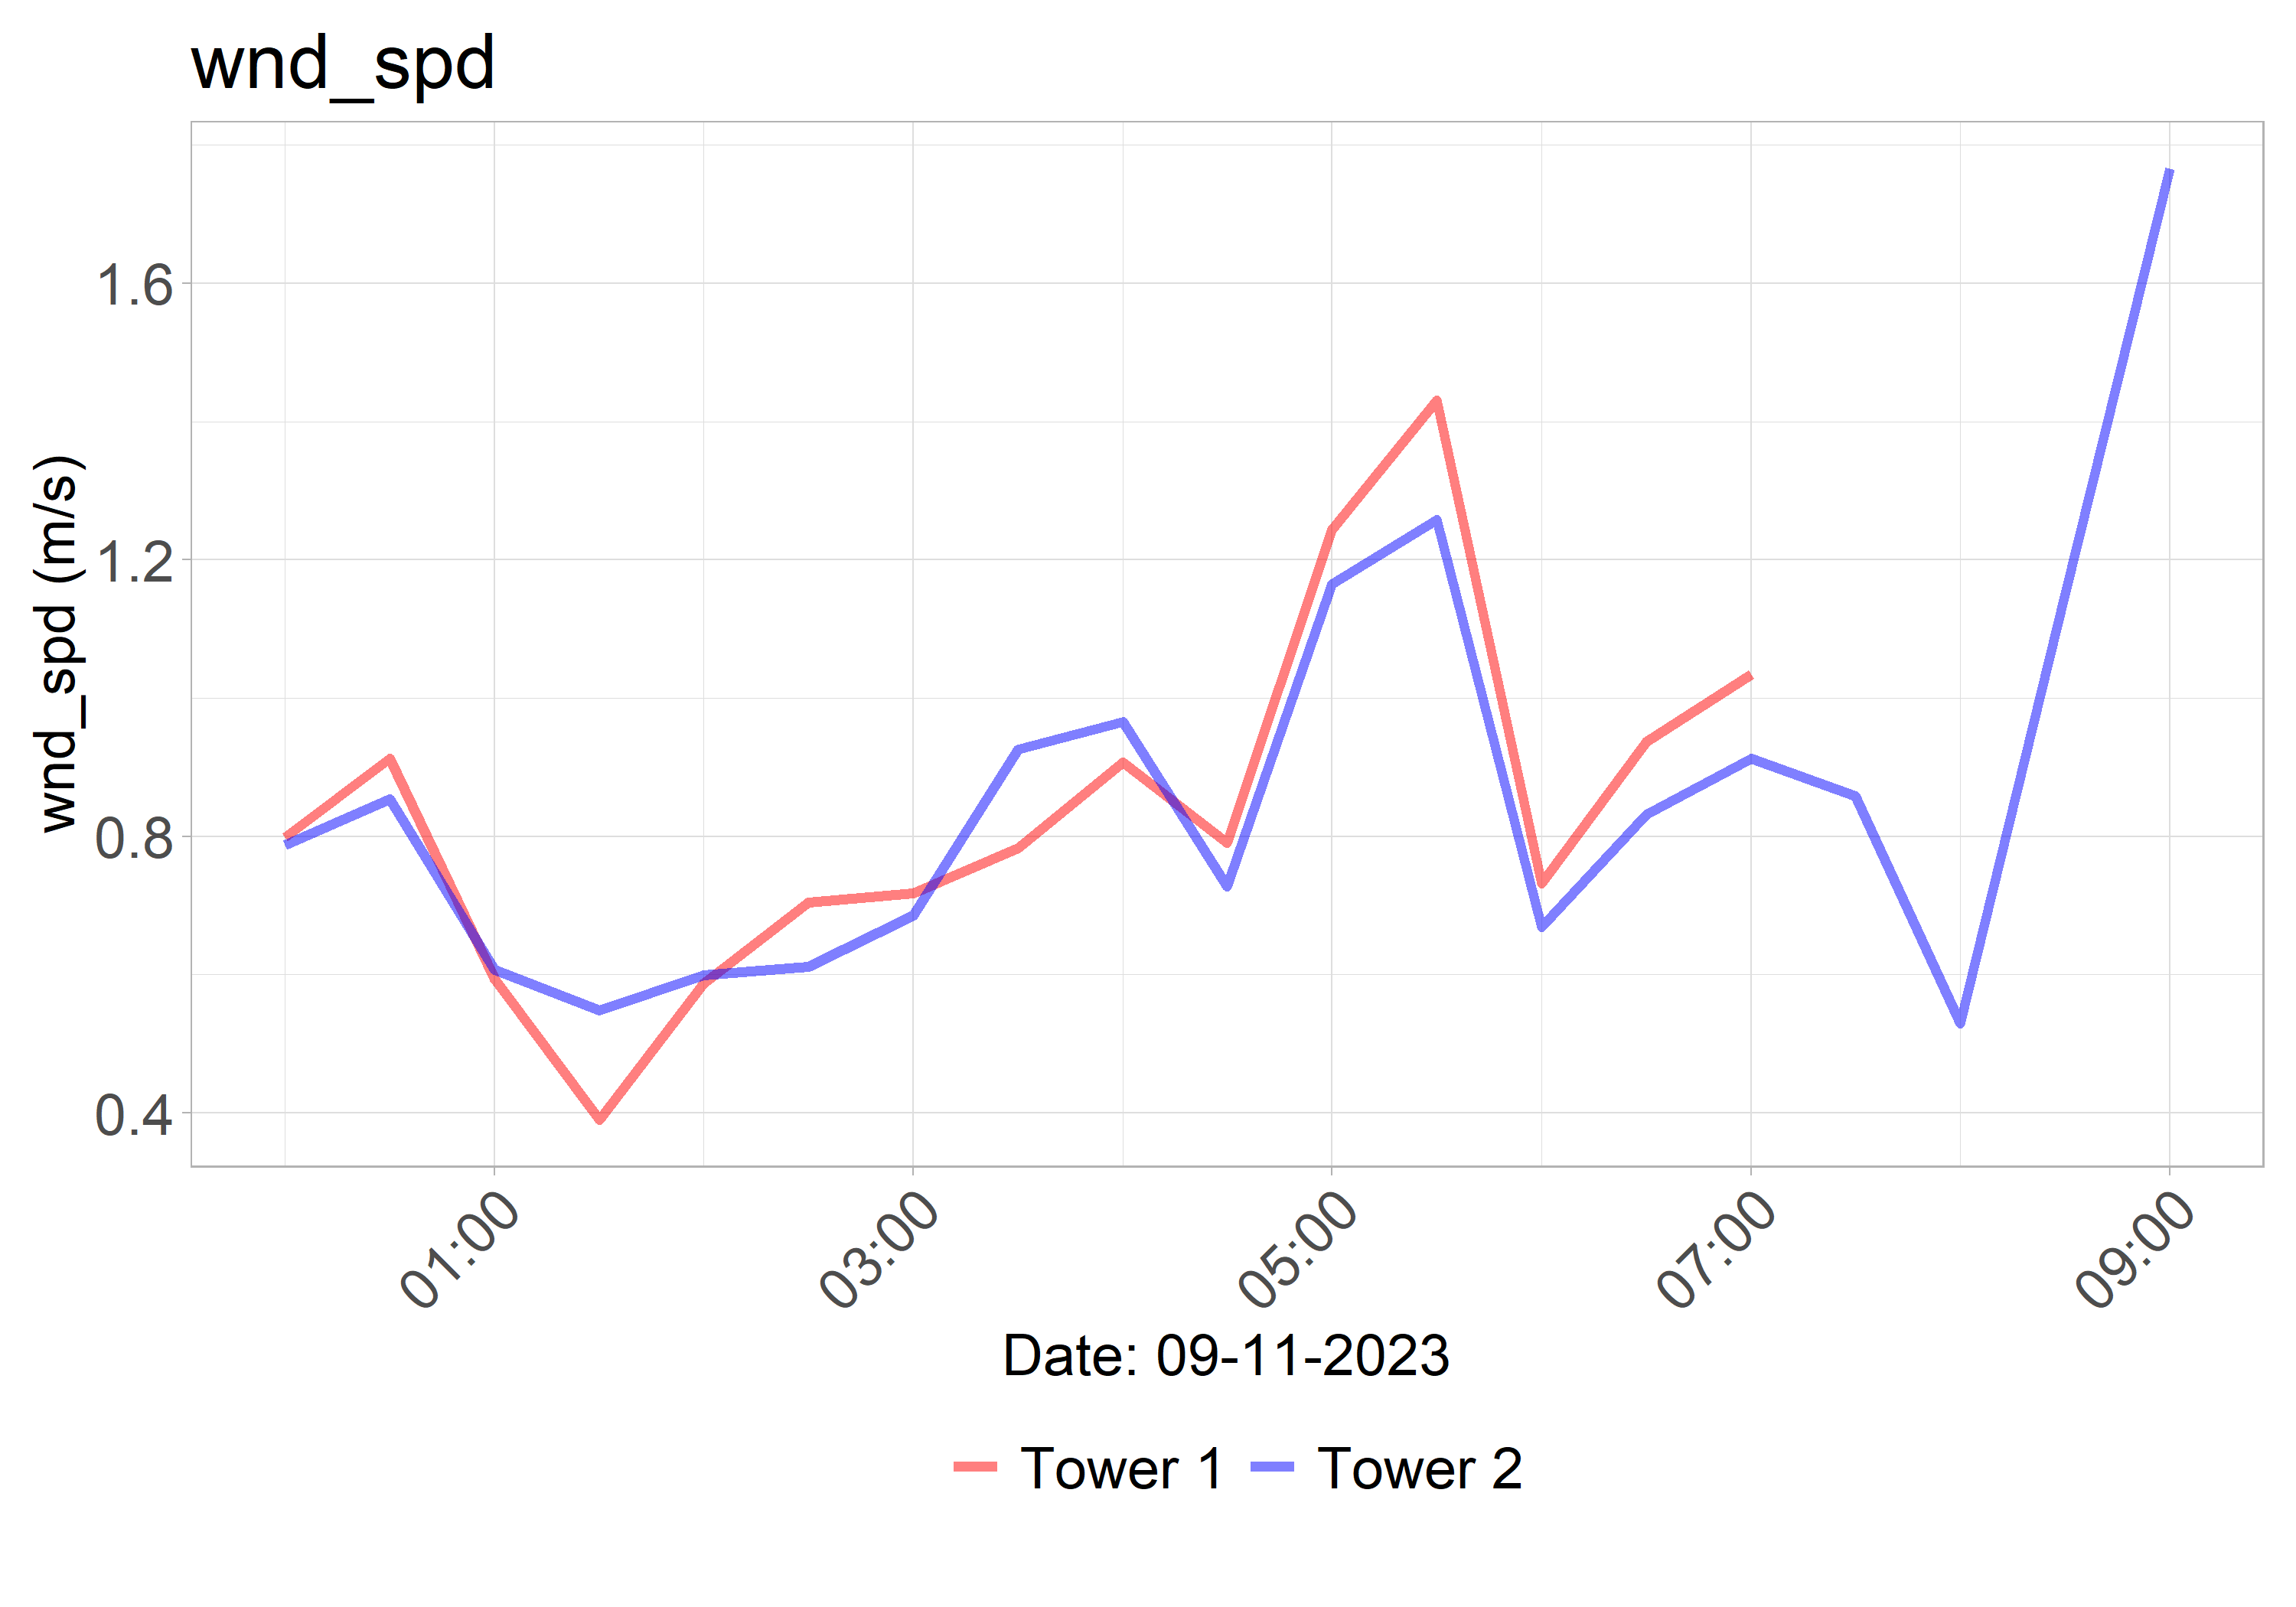 wnd_spd
wnd_spd (m/s)
1.6
1.2
0.8
0.4
01:00 03:00 05:00 07:00 09:00
Date: 09-11-2023
Tower 1 Tower 2